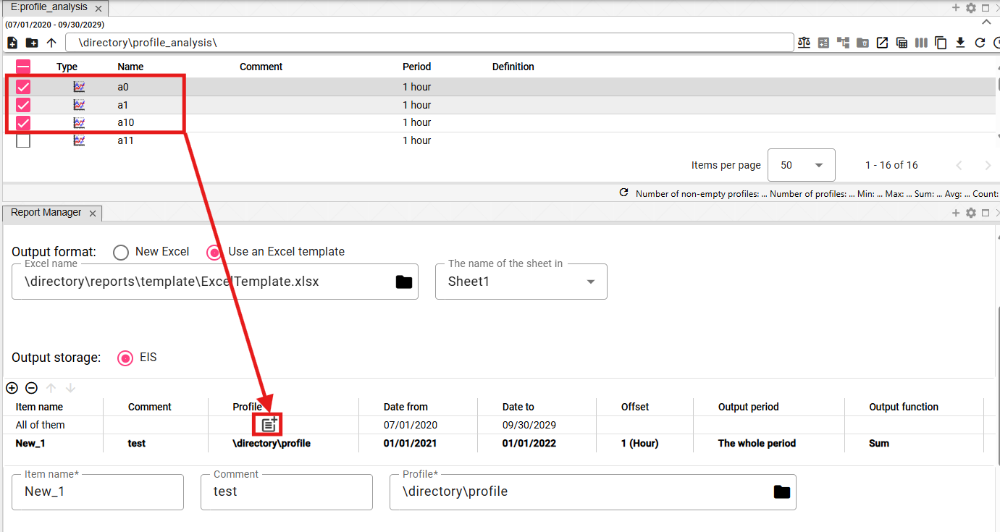 E:profile_analysis
(07/01/2020 - 09/30/2029)
\directory\profile_analysis\
Type Name Comment Period Definition
a0 1 hour
a1 1 hour
a10 1 hour
a11 1 hour
Items per page 50 1 - 16 of 16
Number of non-empty profiles: ... Number of profiles: ... Min: ... Max: ... Sum: ... Avg: ... Count:
Report Manager
Output format: New Excel Use an Excel template
Excel name The name of the sheet in
\directory\reports\template\ExcelTemplate.xlsx Sheet1
Output storage: EIS
Item name Comment Profile Date from Date to Offset Output period Output function
All of them 07/01/2020 09/30/2029
New_1 test \directory\profile 01/01/2021 01/01/2022 1 (Hour) The whole period Sum
Item name* Comment Profile*
New_1 test \directory\profile